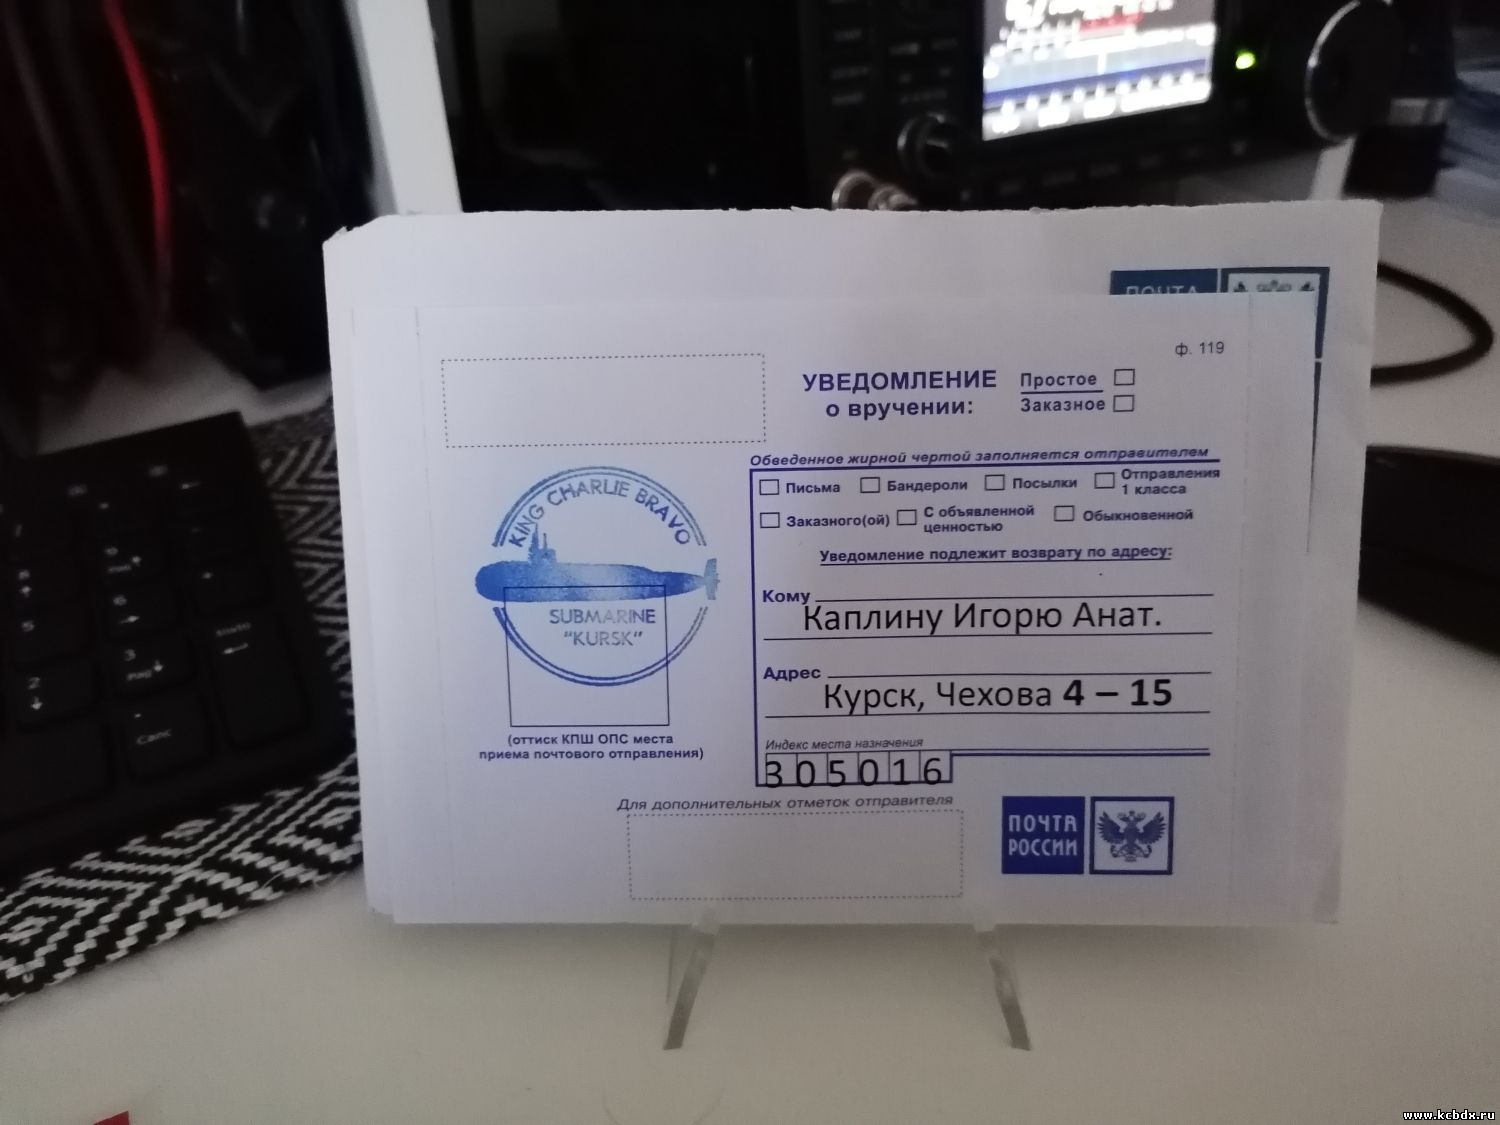 ПОЧТА
ф. 119
УВЕДОМЛЕНИЕ
о вручении:
Простое
Заказное
Обведенное жирной чертой заполняется отправителем
Письма Бандероли Посылки Отправления 1 класса
Заказного(ой) С объявленной ценностью Обыкновенной
Уведомление подлежит возврату по адресу:
Кому
Каплину Игорю Анат.
Адрес
Курск, Чехова 4 – 15
Индекс места назначения
305016
KING CHARLIE BRAVO
SUBMARINE
"KURSK"
(оттиск КПШ ОПС места
приема почтового отправления)
Для дополнительных отметок отправителя
ПОЧТА
РОССИИ
www.kcbdx.ru